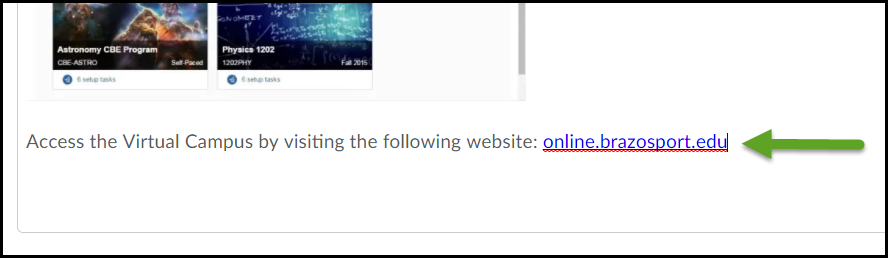 Astronomy CBE Program
CBE-ASTRO Self-Paced
6 setup tasks
Physics 1202
1202PHY Fall 2015
6 setup tasks
Access the Virtual Campus by visiting the following website: online.brazosport.edu